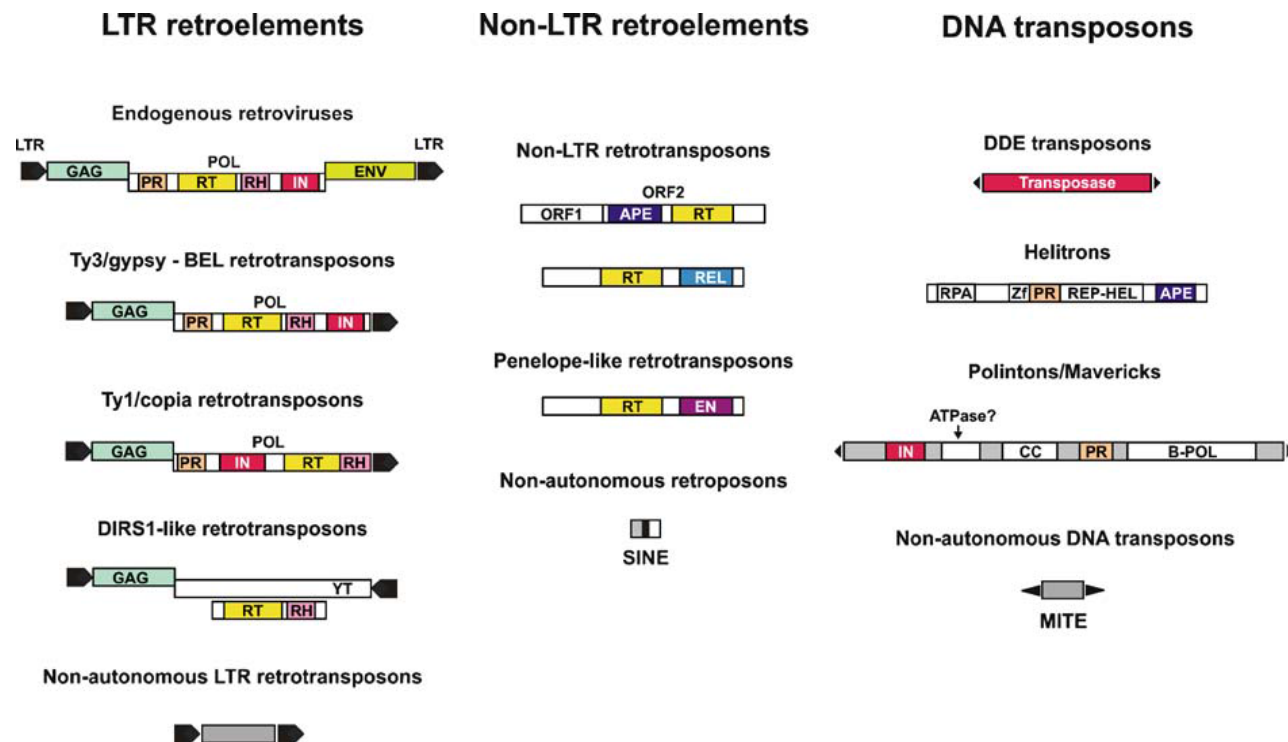 LTR retroelements
Endogenous retroviruses
LTR
LTR
POL
GAG
ENV
PR
RT
RH
IN
Ty3/gypsy - BEL retrotransposons
POL
GAG
PR
RT
RH
IN
Ty1/copia retrotransposons
POL
GAG
PR
IN
RT
RH
DIRS1-like retrotransposons
GAG
YT
RT
RH
Non-autonomous LTR retrotransposons
Non-LTR retroelements
Non-LTR retrotransposons
ORF2
ORF1
APE
RT
RT
REL
Penelope-like retrotransposons
RT
EN
Non-autonomous retroposons
SINE
DNA transposons
DDE transposons
Transposase
Helitrons
RPA
Zf
PR
REP-HEL
APE
Polintons/Mavericks
ATPase?
IN
CC
PR
B-POL
Non-autonomous DNA transposons
MITE